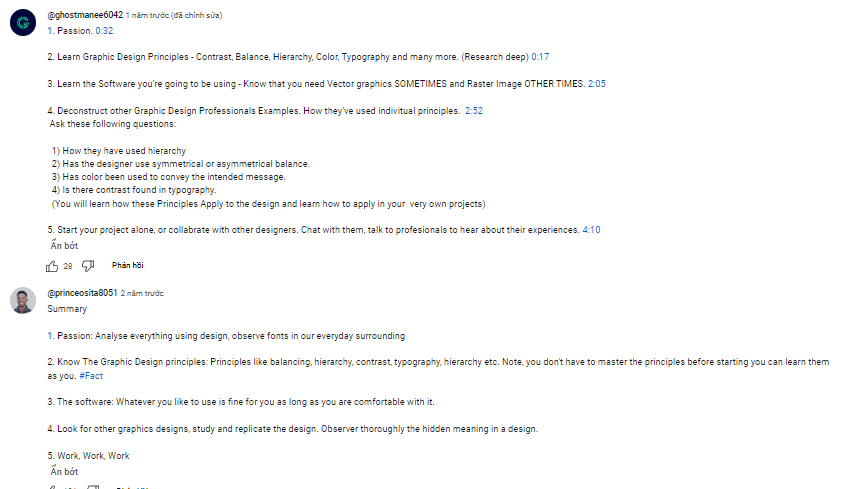 @ghostmanee6042 1 năm trước (đã chỉnh sửa)
1. Passion. 0:32
2. Learn Graphic Design Principles - Contrast, Balance, Hierarchy, Color, Typography and many more. (Research deep) 0:17
3. Learn the Software you're going to be using - Know that you need Vector graphics SOMETIMES and Raster Image OTHER TIMES. 2:05
4. Deconstruct other Graphic Design Professionals Examples. How they've used indivitual principles. 2:52
Ask these following questions:
1) How they have used hierarchy
2) Has the designer use symmetrical or asymmetrical balance.
3) Has color been used to convey the intended message.
4) Is there contrast found in typography.
(You will learn how these Principles Apply to the design and learn how to apply in your very own projects)
5. Start your project alone, or collabrate with other designers. Chat with them, talk to profesionals to hear about their experiences. 4:10
Ẩn bớt
28 Phản hồi
@princeosita8051 2 năm trước
Summary
1. Passion: Analyse everything using design, observe fonts in our everyday surrounding
2. Know The Graphic Design principles: Principles like balancing, hierarchy, contrast, typography, hierarchy etc. Note, you don't have to master the principles before starting you can learn them
as you. #Fact
3. The software: Whatever you like to use is fine for you as long as you are comfortable with it.
4. Look for other graphics designs, study and replicate the design. Observer thoroughly the hidden meaning in a design.
5. Work, Work, Work
Ẩn bớt